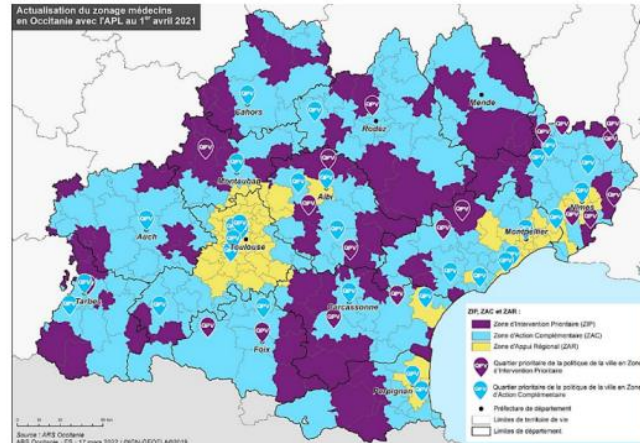 Actualisation du zonage médecins
en Occitanie avec l'APL au 1er avril 2021
QPV
Cahors
Rodez
Mende
Montauban
Albi
Nîmes
Auch
Toulouse
Montpellier
Tarbes
Carcassonne
Foix
Perpignan
ZIP, ZAC et ZAR :
Zone d'Intervention Prioritaire (ZIP)
Zone d'Action Complémentaire (ZAC)
Zone d'Appui Régional (ZAR)
Quartier prioritaire de la politique de la ville en Zone
d'Intervention Prioritaire
Quartier prioritaire de la politique de la ville en Zone
d'Action Complémentaire
Préfecture de département
Limites de territoire de vie
Limites de département
Source : ARS Occitanie